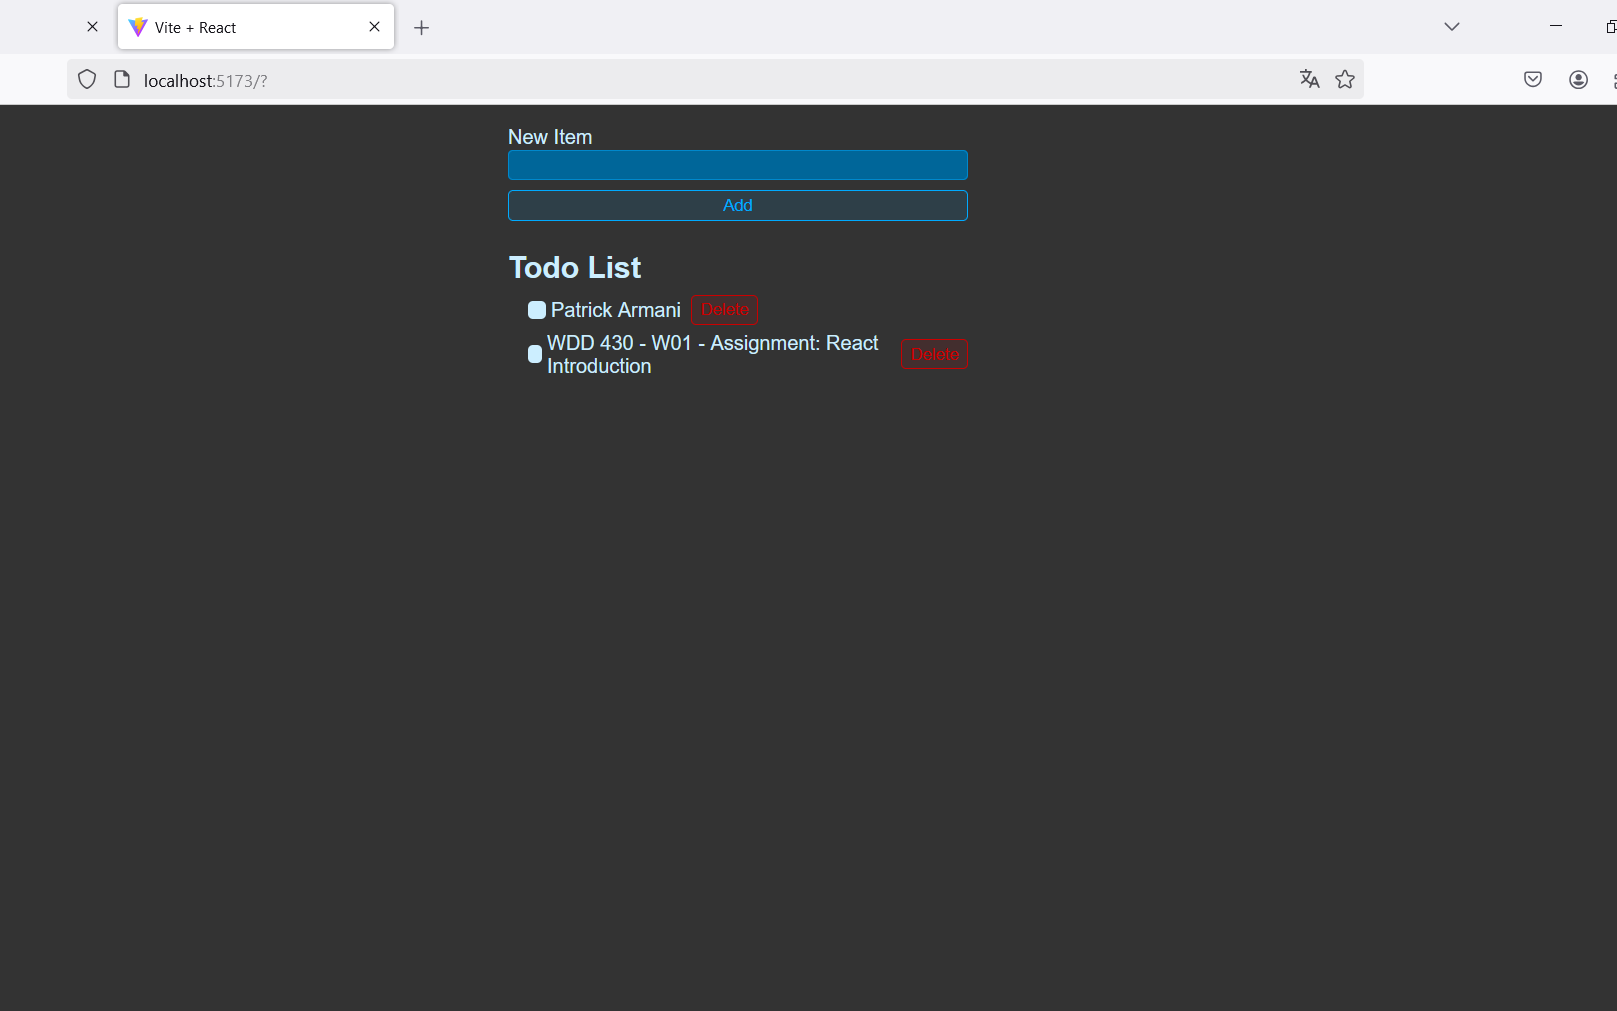 Vite + React
localhost:5173/?
New Item
Add
Todo List
Patrick Armani Delete
WDD 430 - W01 - Assignment: React
Introduction
Delete